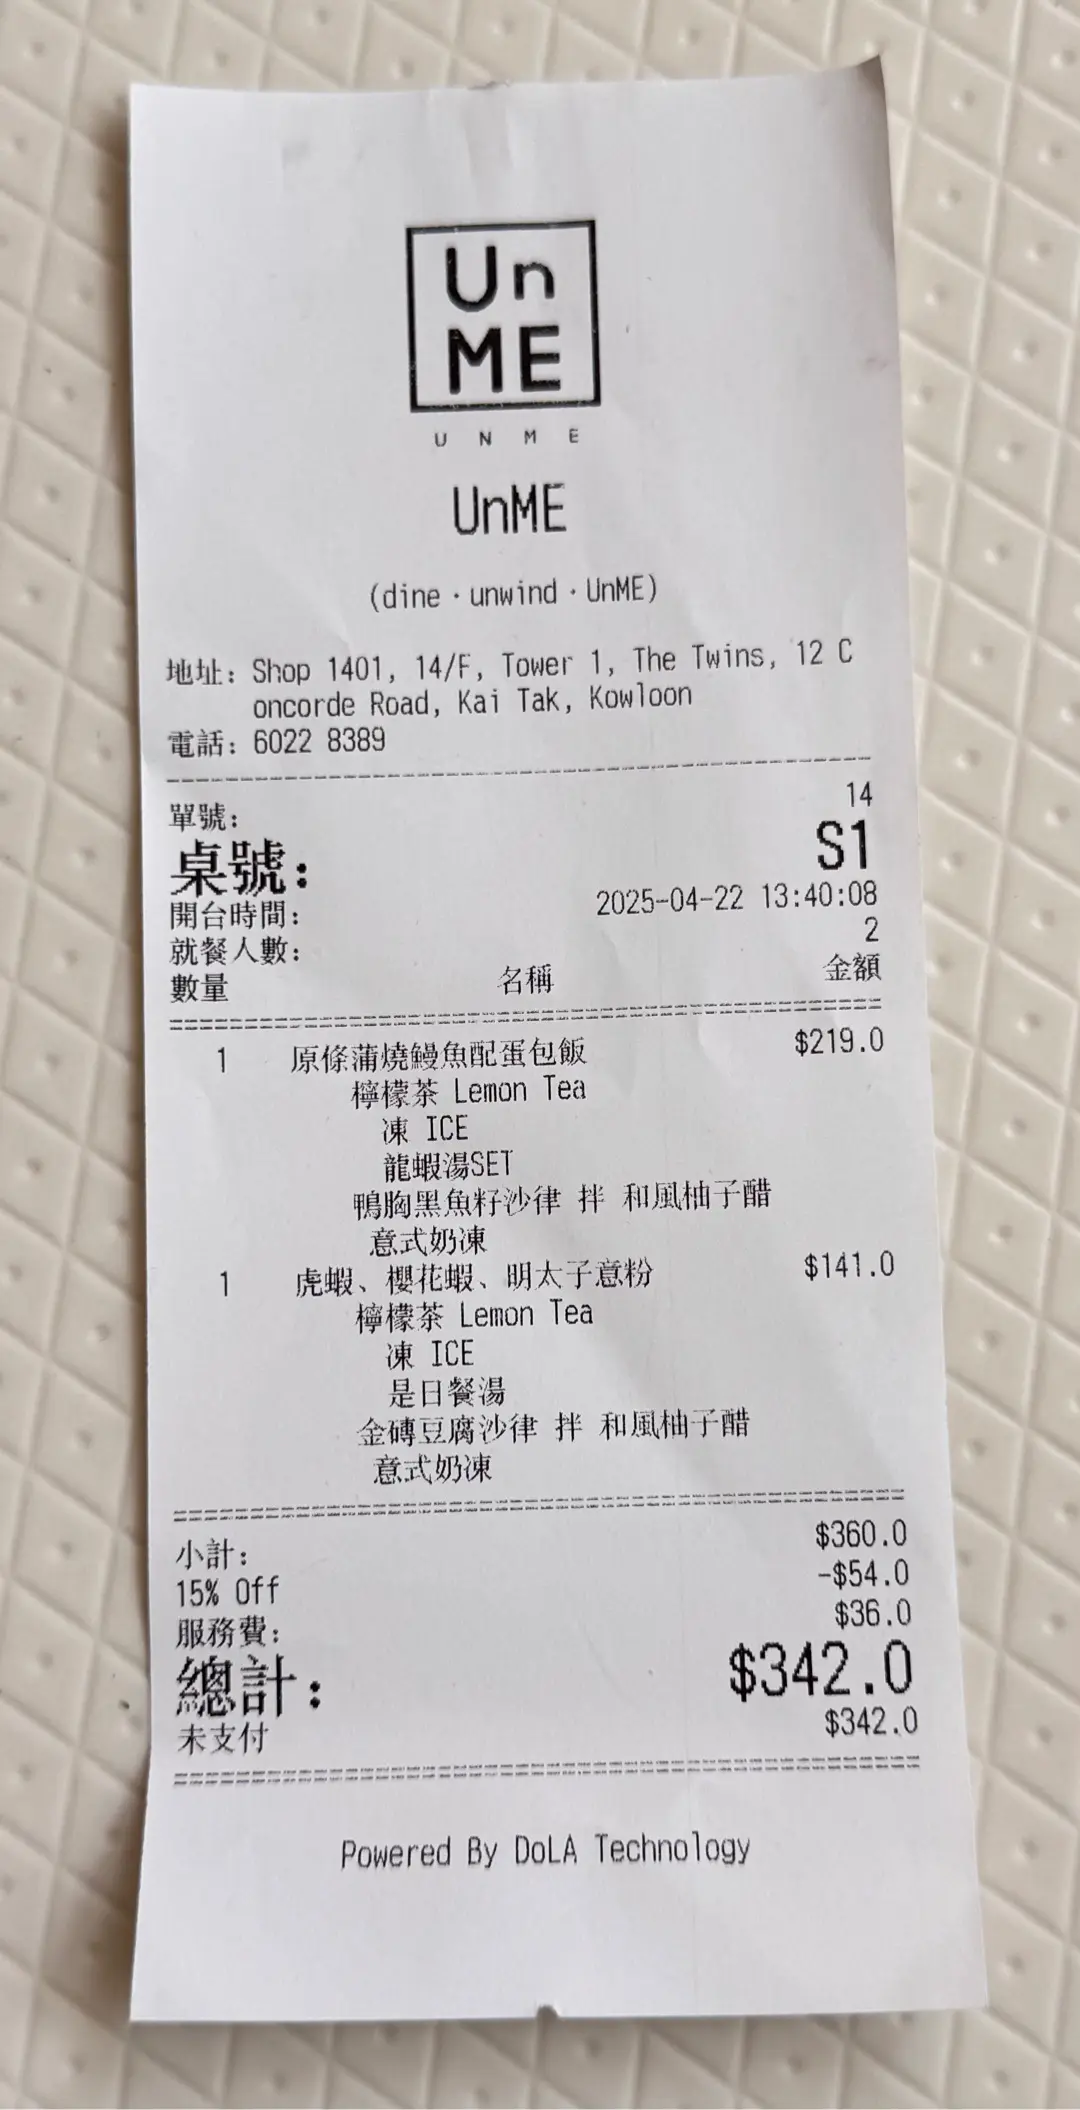 Un
ME
UNME
UnME
(dine · unwind · UnME)
地址: Shop 1401, 14/F, Tower 1, The Twins, 12 C
oncorde Road, Kai Tak, Kowloon
電話: 6022 8389
單號: 14
桌號: S1
開台時間: 2025-04-22 13:40:08
就餐人數: 2
數量 名稱 金額
1 原條蒲燒鰻魚配蛋包飯 $219.0
檸檬茶 Lemon Tea
凍 ICE
龍蝦湯SET
鴨胸黑魚籽沙律 拌 和風柚子醋
意式奶凍
1 虎蝦、櫻花蝦、明太子意粉 $141.0
檸檬茶 Lemon Tea
凍 ICE
是日餐湯
金磚豆腐沙律 拌 和風柚子醋
意式奶凍
小計: $360.0
15% Off -$54.0
服務費: $36.0
總計: $342.0
未支付 $342.0
Powered By DoLA Technology